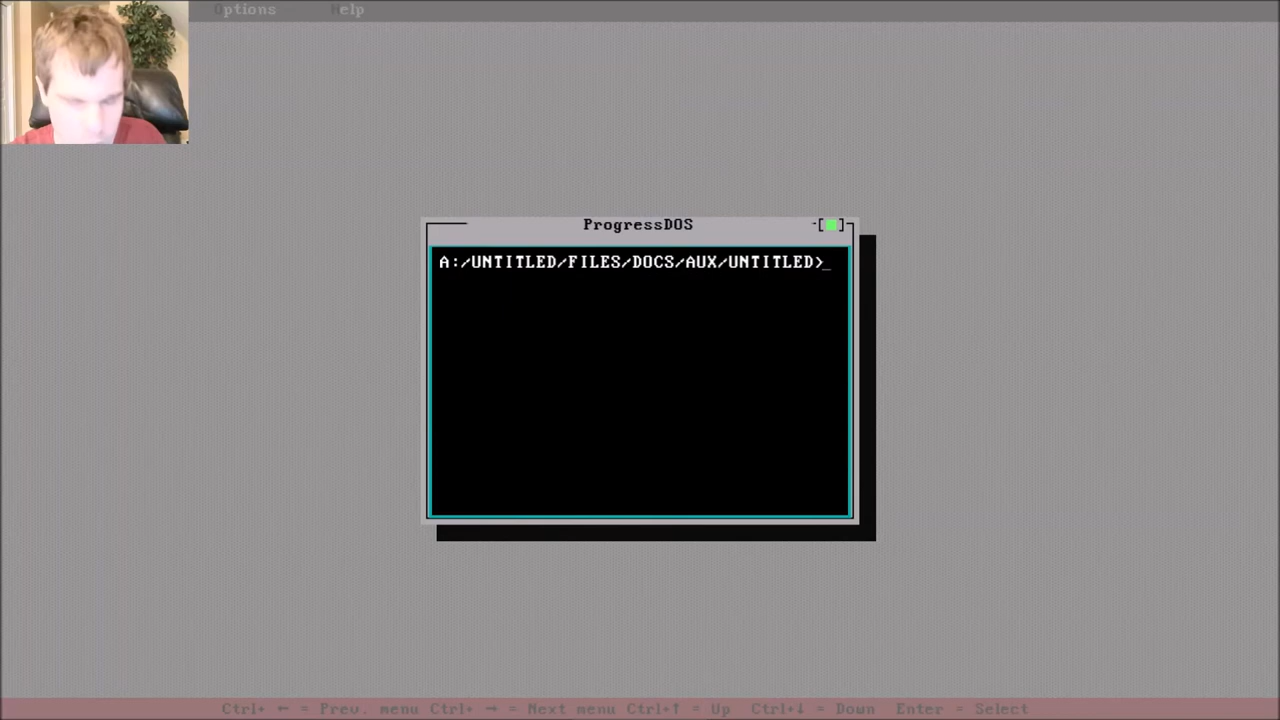 Options Help
ProgressDOS
A:/UNTITLED/FILES/DOCS/AUX/UNTITLED>_
Ctrl+ ← = Prev. menu Ctrl+ → = Next menu Ctrl+↑ = Up Ctrl+↓ = Down Enter = Select